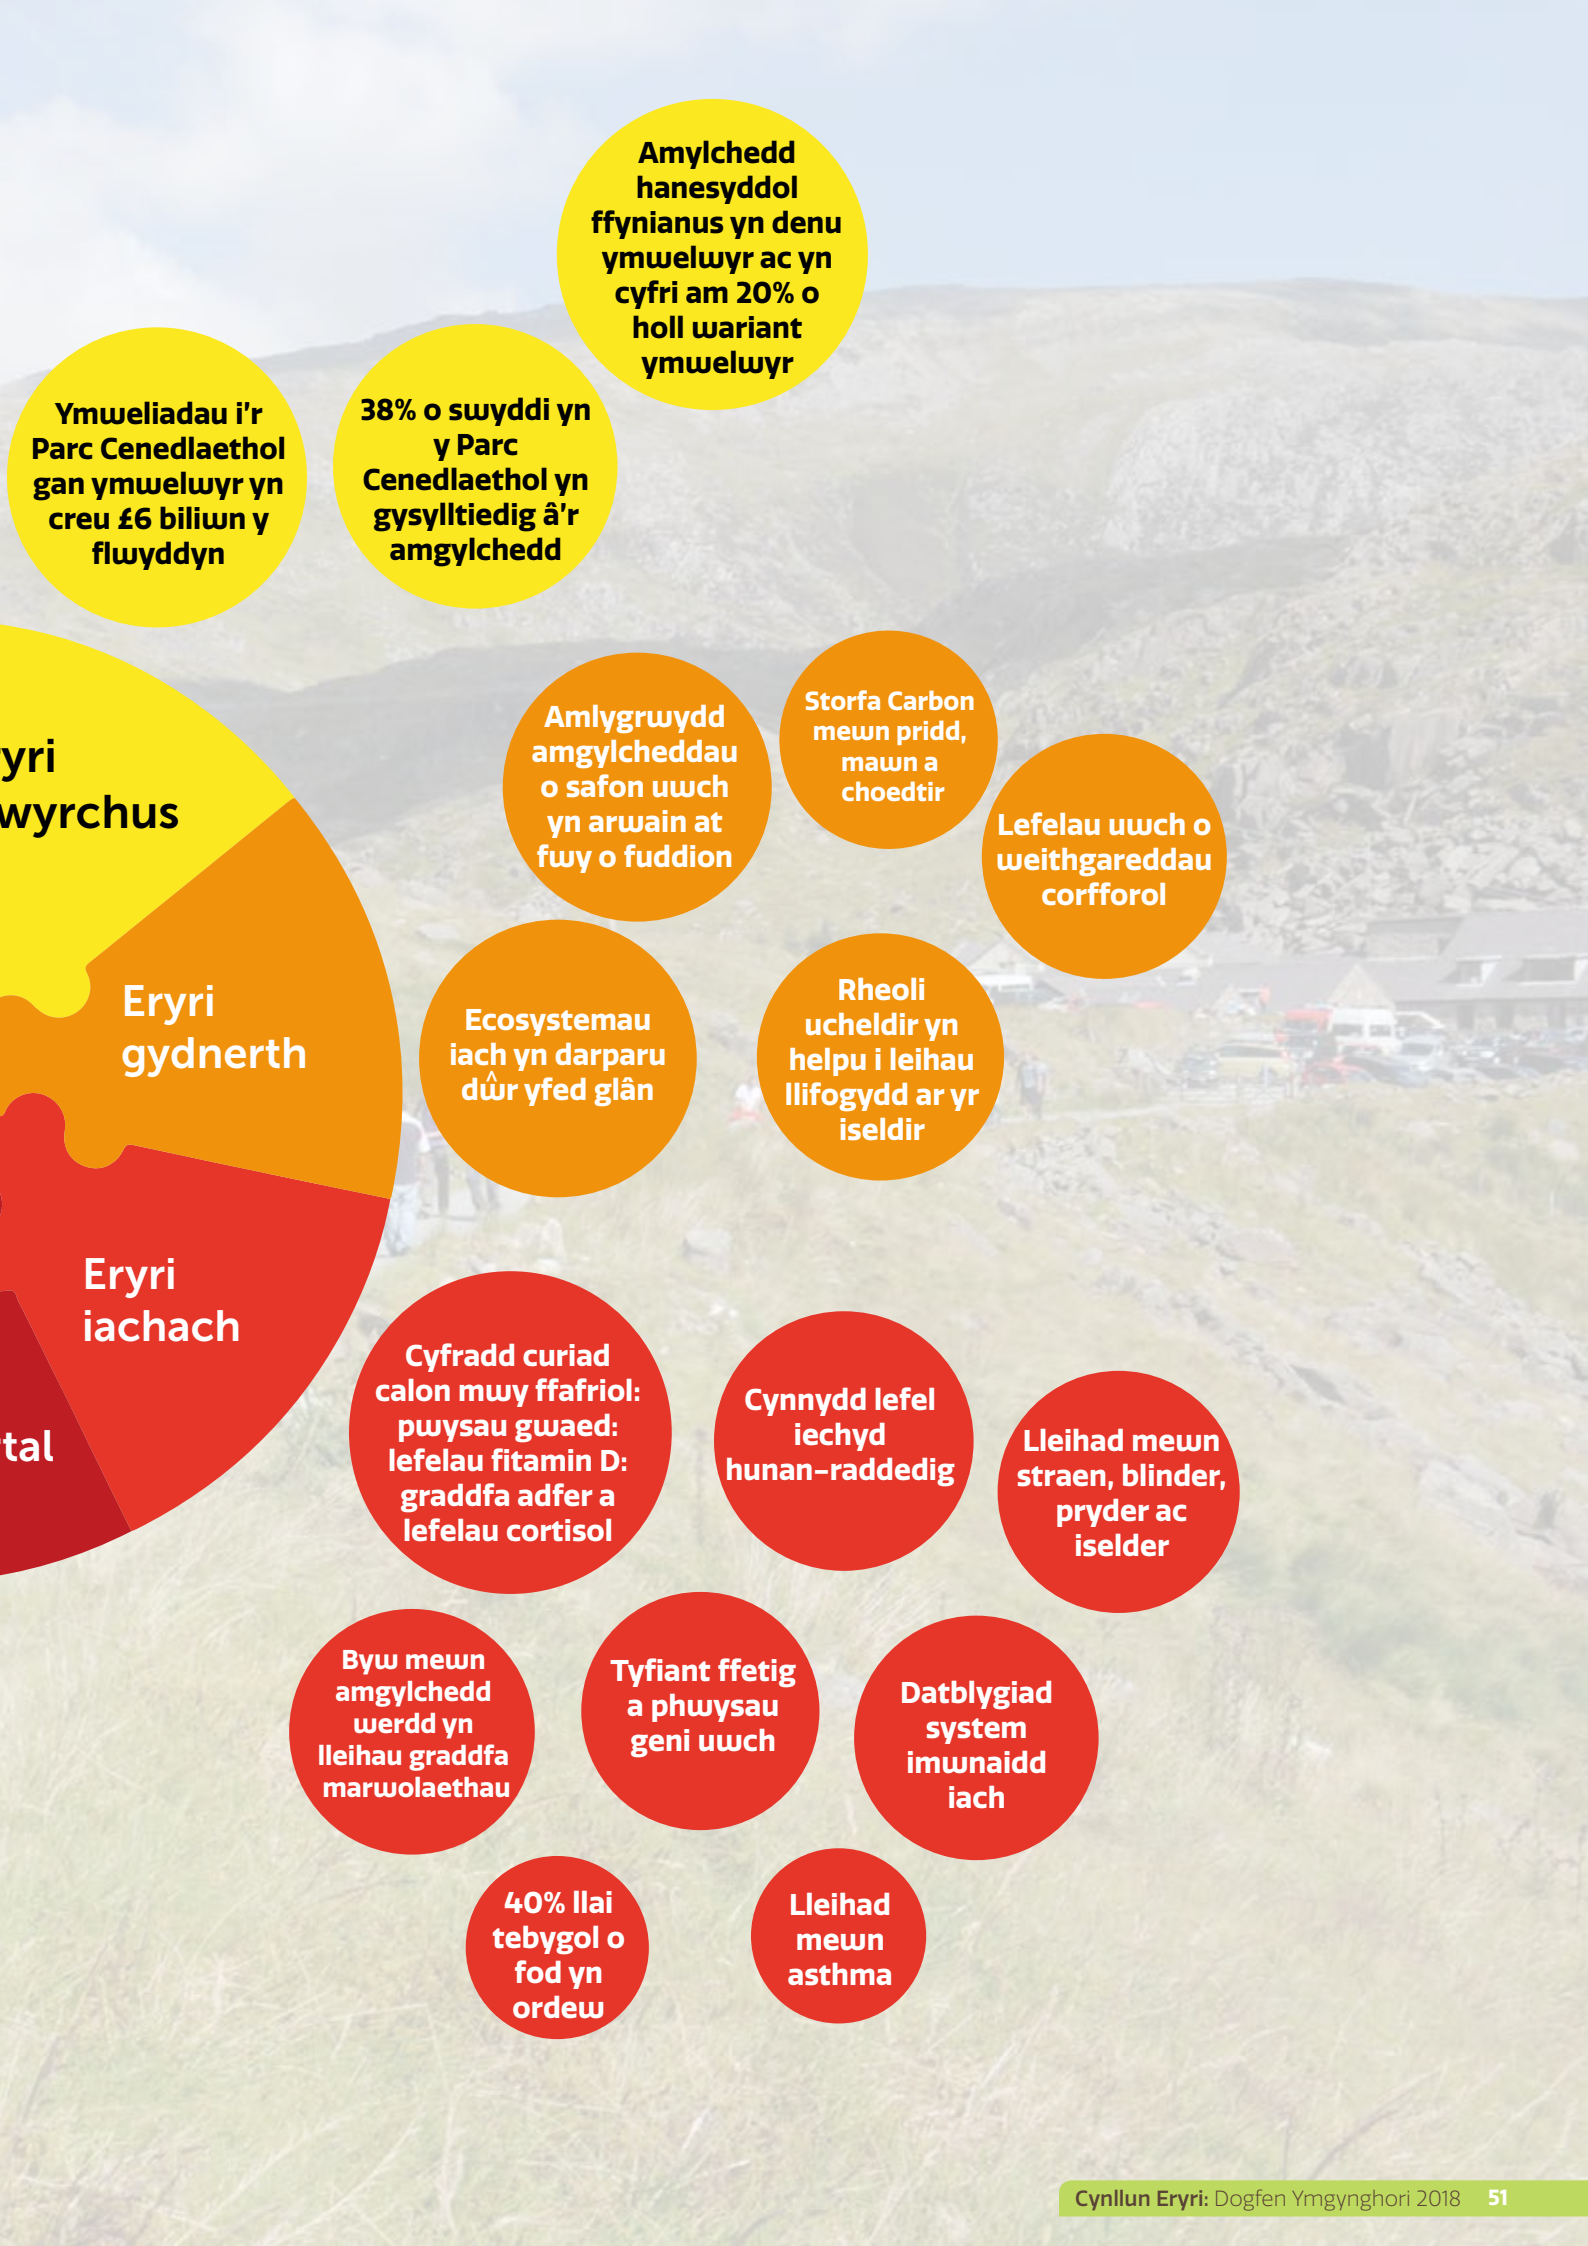 Amylchedd
hanesyddol
ffynianus yn denu
ymwelwyr ac yn
cyfri am 20% o
holl wariant
ymwelwyr
Ymweliadau i'r
Parc Cenedlaethol
gan ymwelwyr yn
creu £6 biliwn y
flwyddyn
38% o swyddi yn
y Parc
Cenedlaethol yn
gysylltiedig â'r
amgylchedd
yri
wyrchus
Amlygrwydd
amgylcheddau
o safon uwch
yn arwain at
fwy o fuddion
Storfa Carbon
mewn pridd,
mawn a
choedtir
Lefelau uwch o
weithgareddau
corfforol
Eryri
gydnerth
Ecosystemau
iach yn darparu
dŵr yfed glân
Rheoli
ucheldir yn
helpu i leihau
llifogydd ar yr
iseldir
Eryri
iachach
Cyfradd curiad
calon mwy ffafriol:
pwysau gwaed:
lefelau fitamin D:
graddfa adfer a
lefelau cortisol
Cynnydd lefel
iechyd
hunan-raddedig
Lleihad mewn
straen, blinder,
pryder ac
iselder
tal
Byw mewn
amgylchedd
werdd yn
lleihau graddfa
marwolaethau
Tyfiant ffetig
a phwysau
geni uwch
Datblygiad
system
imwnaidd
iach
40% llai
tebygol o
fod yn
ordew
Lleihad
mewn
asthma
Cynllun Eryri: Dogfen Ymgynghori 2018 51